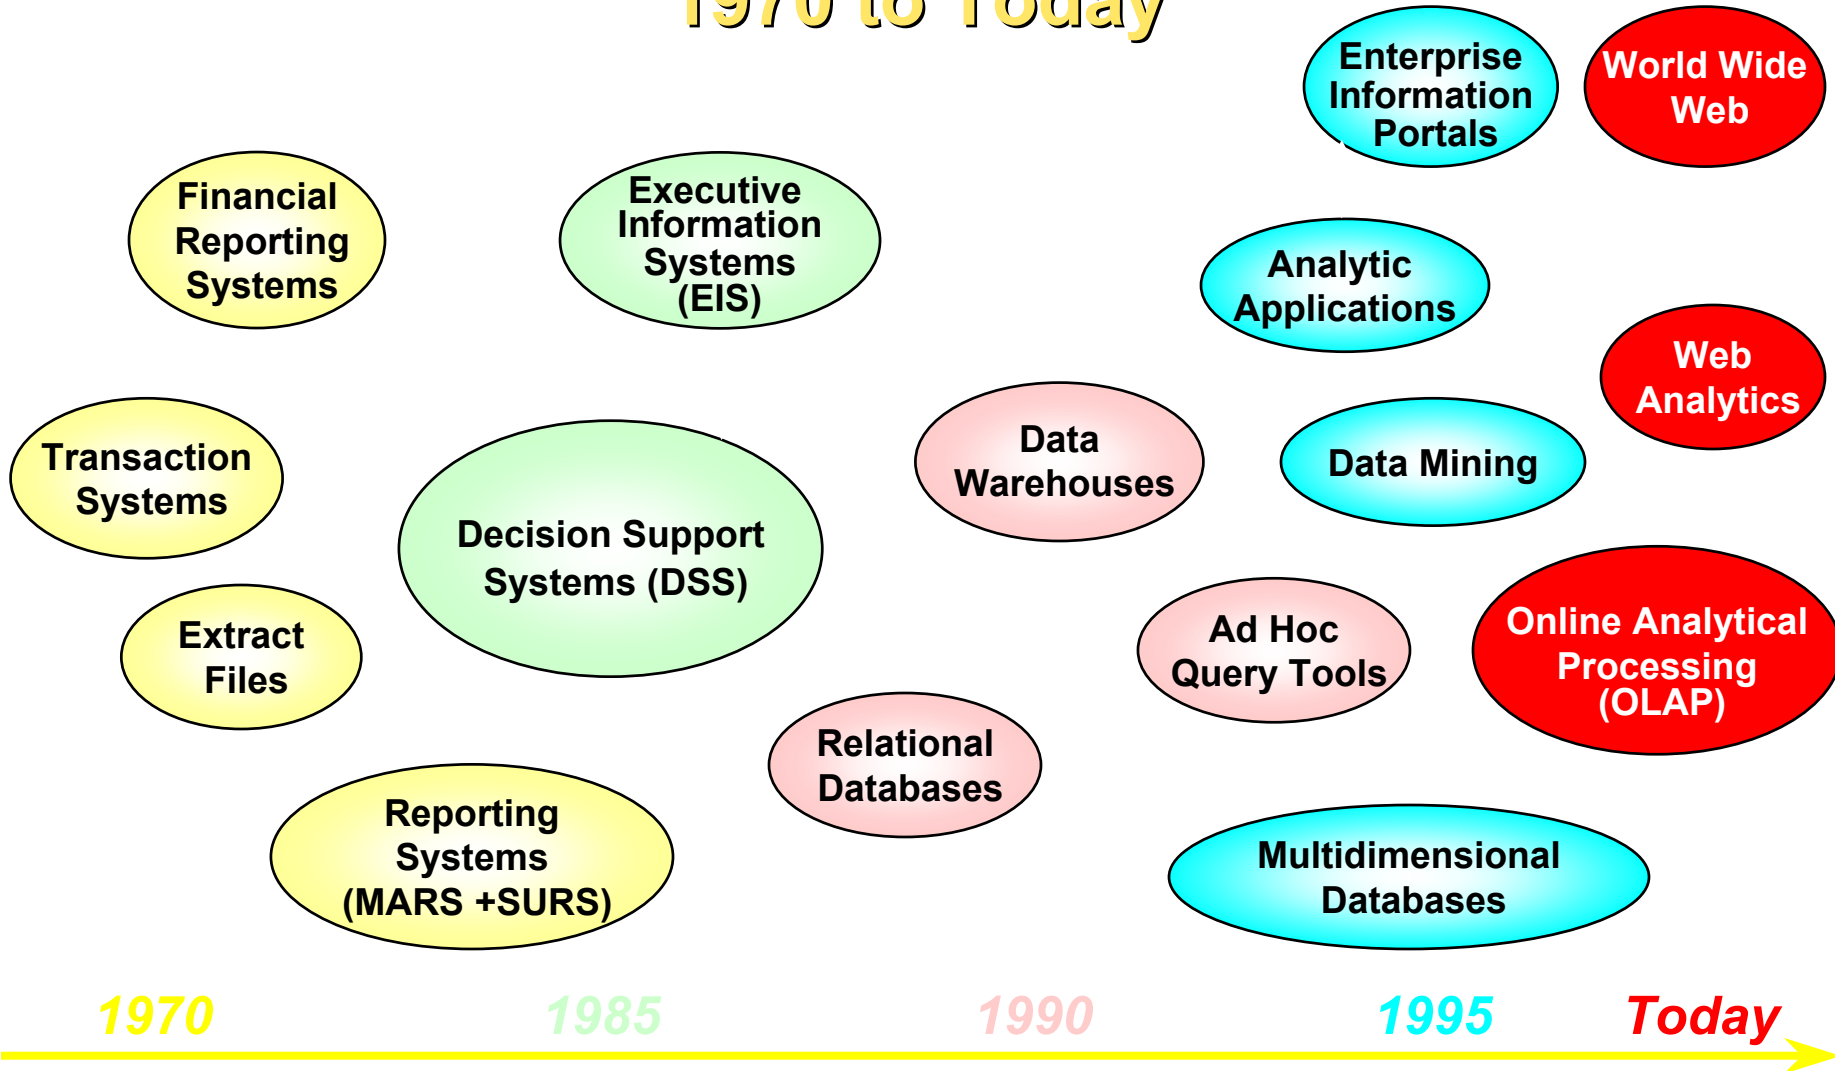 1970 to Today
Enterprise
Information
Portals
World Wide
Web
Financial
Reporting
Systems
Executive
Information
Systems
(EIS)
Analytic
Applications
Web
Analytics
Transaction
Systems
Data
Warehouses
Data Mining
Decision Support
Systems (DSS)
Extract
Files
Ad Hoc
Query Tools
Online Analytical
Processing
(OLAP)
Relational
Databases
Reporting
Systems
(MARS +SURS)
Multidimensional
Databases
1970
1985
1990
1995
Today